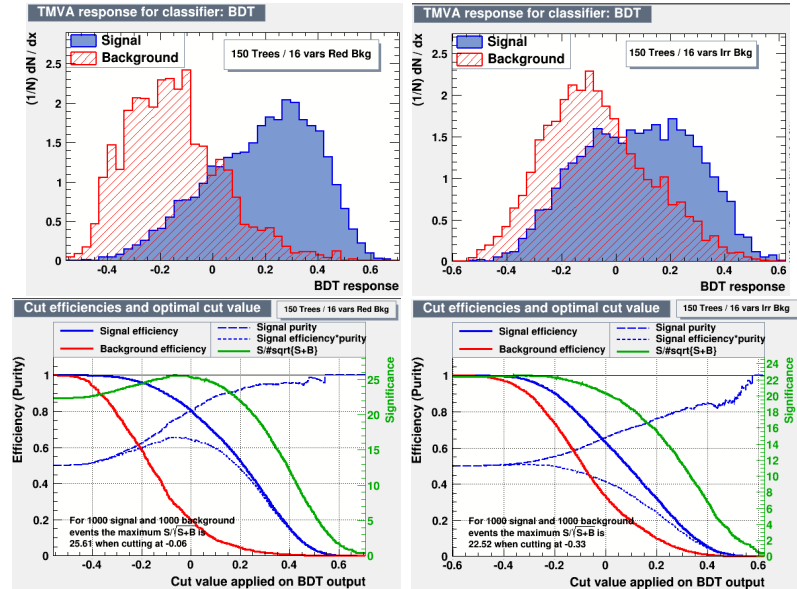 TMVA response for classifier: BDT
(1/N) dN / dx
Signal
Background
150 Trees / 16 vars Red Bkg
2.5
2
1.5
1
0.5
0
-0.4 -0.2 0 0.2 0.4 0.6
BDT response
TMVA response for classifier: BDT
(1/N) dN / dx
Signal
Background
150 Trees / 16 vars Irr Bkg
2.5
2
1.5
1
0.5
0
-0.6 -0.4 -0.2 0 0.2 0.4 0.6
BDT response
Cut efficiencies and optimal cut value
150 Trees / 16 vars Red Bkg
Signal efficiency
Background efficiency
Signal purity
Signal efficiency*purity
S/#sqrt{S+B}
Efficiency (Purity)
1
0.8
0.6
0.4
0.2
0
Significance
25
20
15
10
5
0
For 1000 signal and 1000 background
events the maximum S/√S+B is
25.61 when cutting at -0.06
-0.4 -0.2 0 0.2 0.4 0.6
Cut value applied on BDT output
Cut efficiencies and optimal cut value
150 Trees / 16 vars Irr Bkg
Signal efficiency
Background efficiency
Signal purity
Signal efficiency*purity
S/#sqrt{S+B}
Efficiency (Purity)
1
0.8
0.6
0.4
0.2
0
Significance
24
22
20
18
16
14
12
10
8
6
4
2
0
For 1000 signal and 1000 background
events the maximum S/√S+B is
22.52 when cutting at -0.33
-0.6 -0.4 -0.2 0 0.2 0.4 0.6
Cut value applied on BDT output